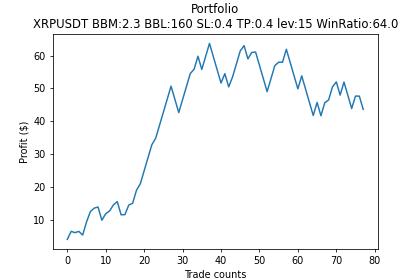 Portfolio
XRPUSDT BBM:2.3 BBL:160 SL:0.4 TP:0.4 lev:15 WinRatio:64.0
60
50
40
30
20
10
Profit ($)
0 10 20 30 40 50 60 70 80
Trade counts